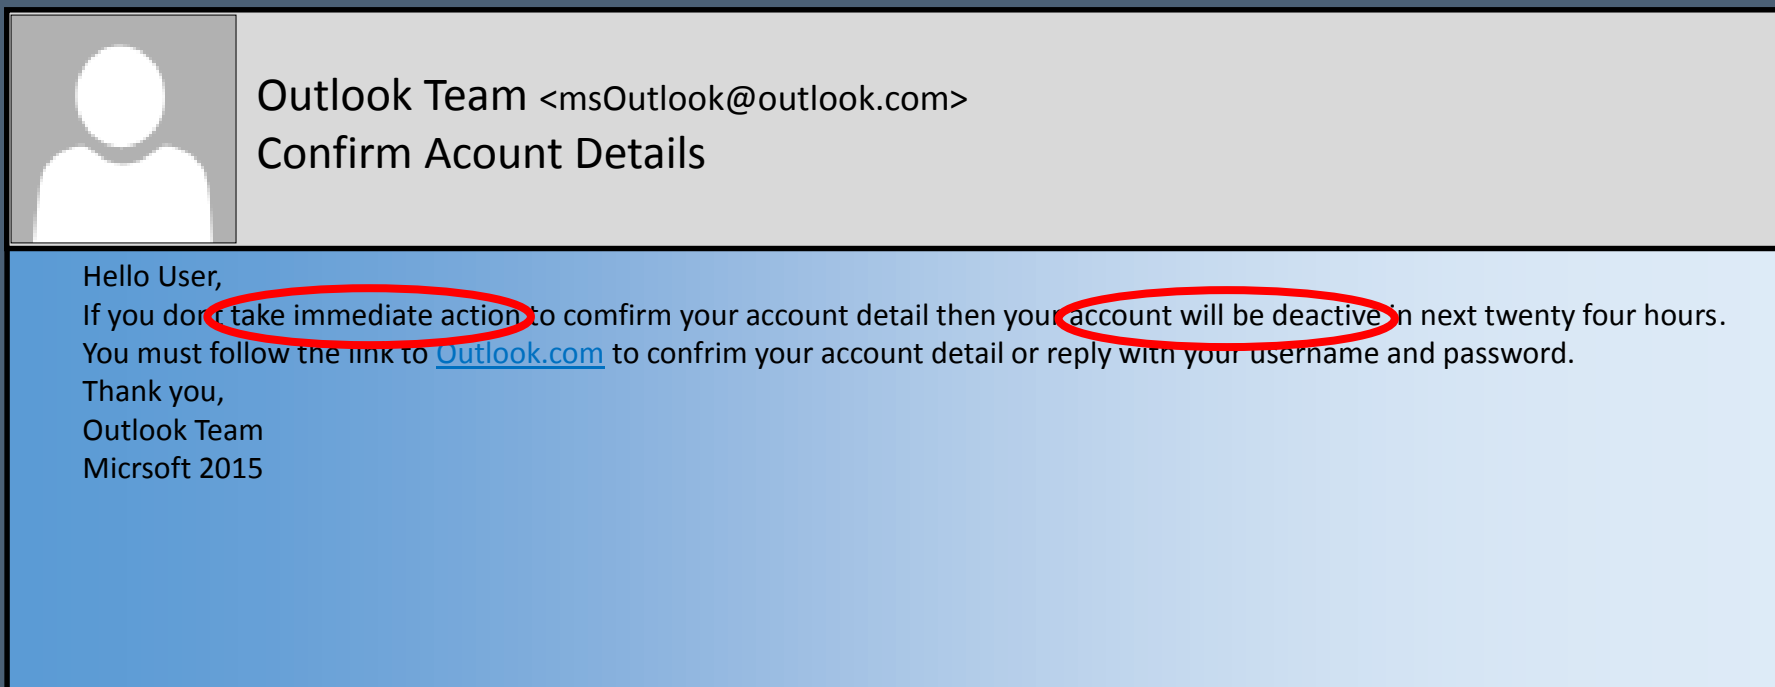 Outlook Team <msOutlook@outlook.com>
Confirm Acount Details
Hello User,
If you dont take immediate action to comfirm your account detail then your account will be deactive in next twenty four hours.
You must follow the link to Outlook.com to confrim your account detail or reply with your username and password.
Thank you,
Outlook Team
Micrsoft 2015